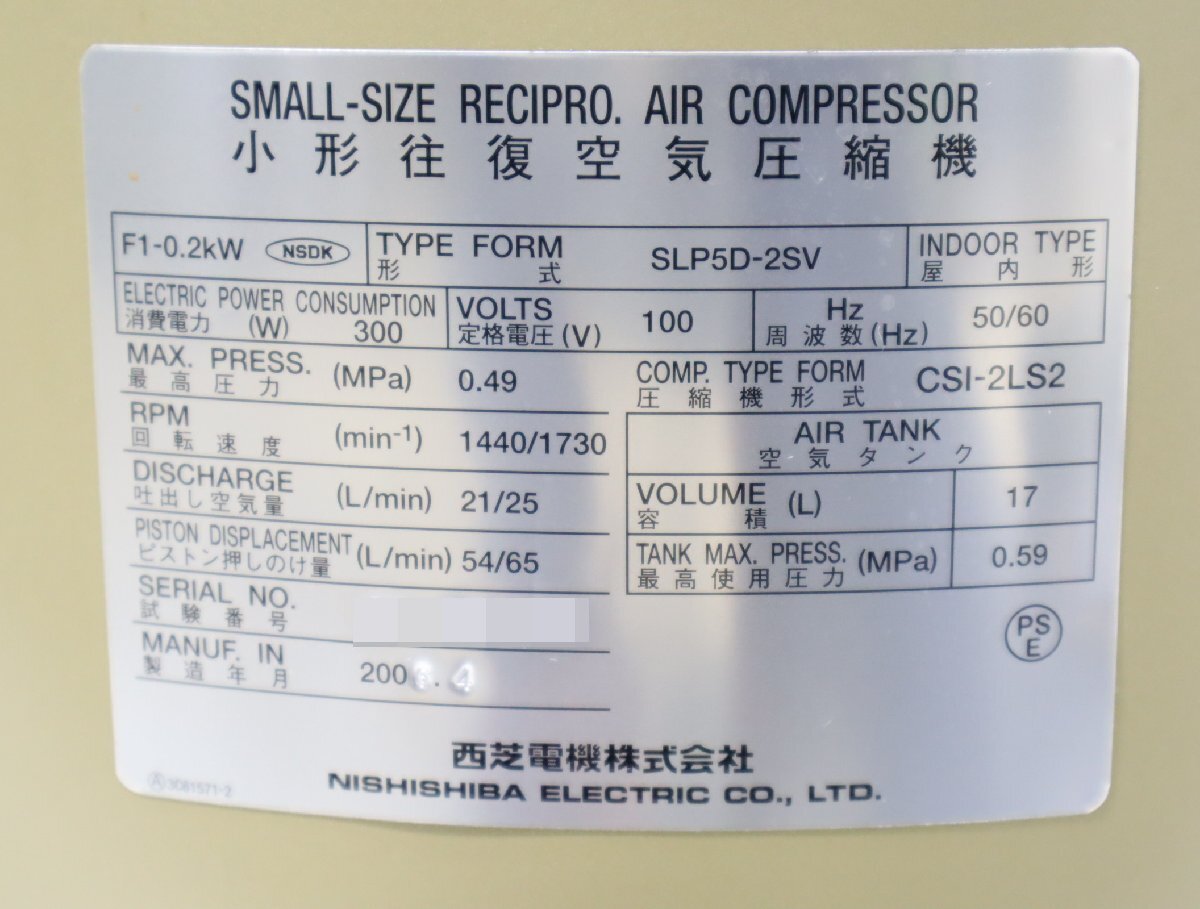 SMALL-SIZE RECIPRO. AIR COMPRESSOR
小形往復空気圧縮機
F1-0.2kW NSDK
TYPE FORM
形式
SLP5D-2SV
INDOOR TYPE
屋内形
ELECTRIC POWER CONSUMPTION
消費電力 (W) 300
VOLTS
定格電圧(V) 100
Hz
周波数(Hz) 50/60
MAX. PRESS.
最高圧力 (MPa) 0.49
COMP. TYPE FORM
圧縮機形式 CSI-2LS2
RPM
回転速度 (min-1) 1440/1730
AIR TANK
空気タンク
DISCHARGE
吐出し空気量 (L/min) 21/25
VOLUME
容積 (L) 17
PISTON DISPLACEMENT
ピストン押しのけ量 (L/min) 54/65
TANK MAX. PRESS.
最高使用圧力 (MPa) 0.59
SERIAL NO.
試験番号
PS
E
MANUF. IN
製造年月
西芝電機株式会社
NISHISHIBA ELECTRIC CO., LTD.
Ⓐ3081571-2